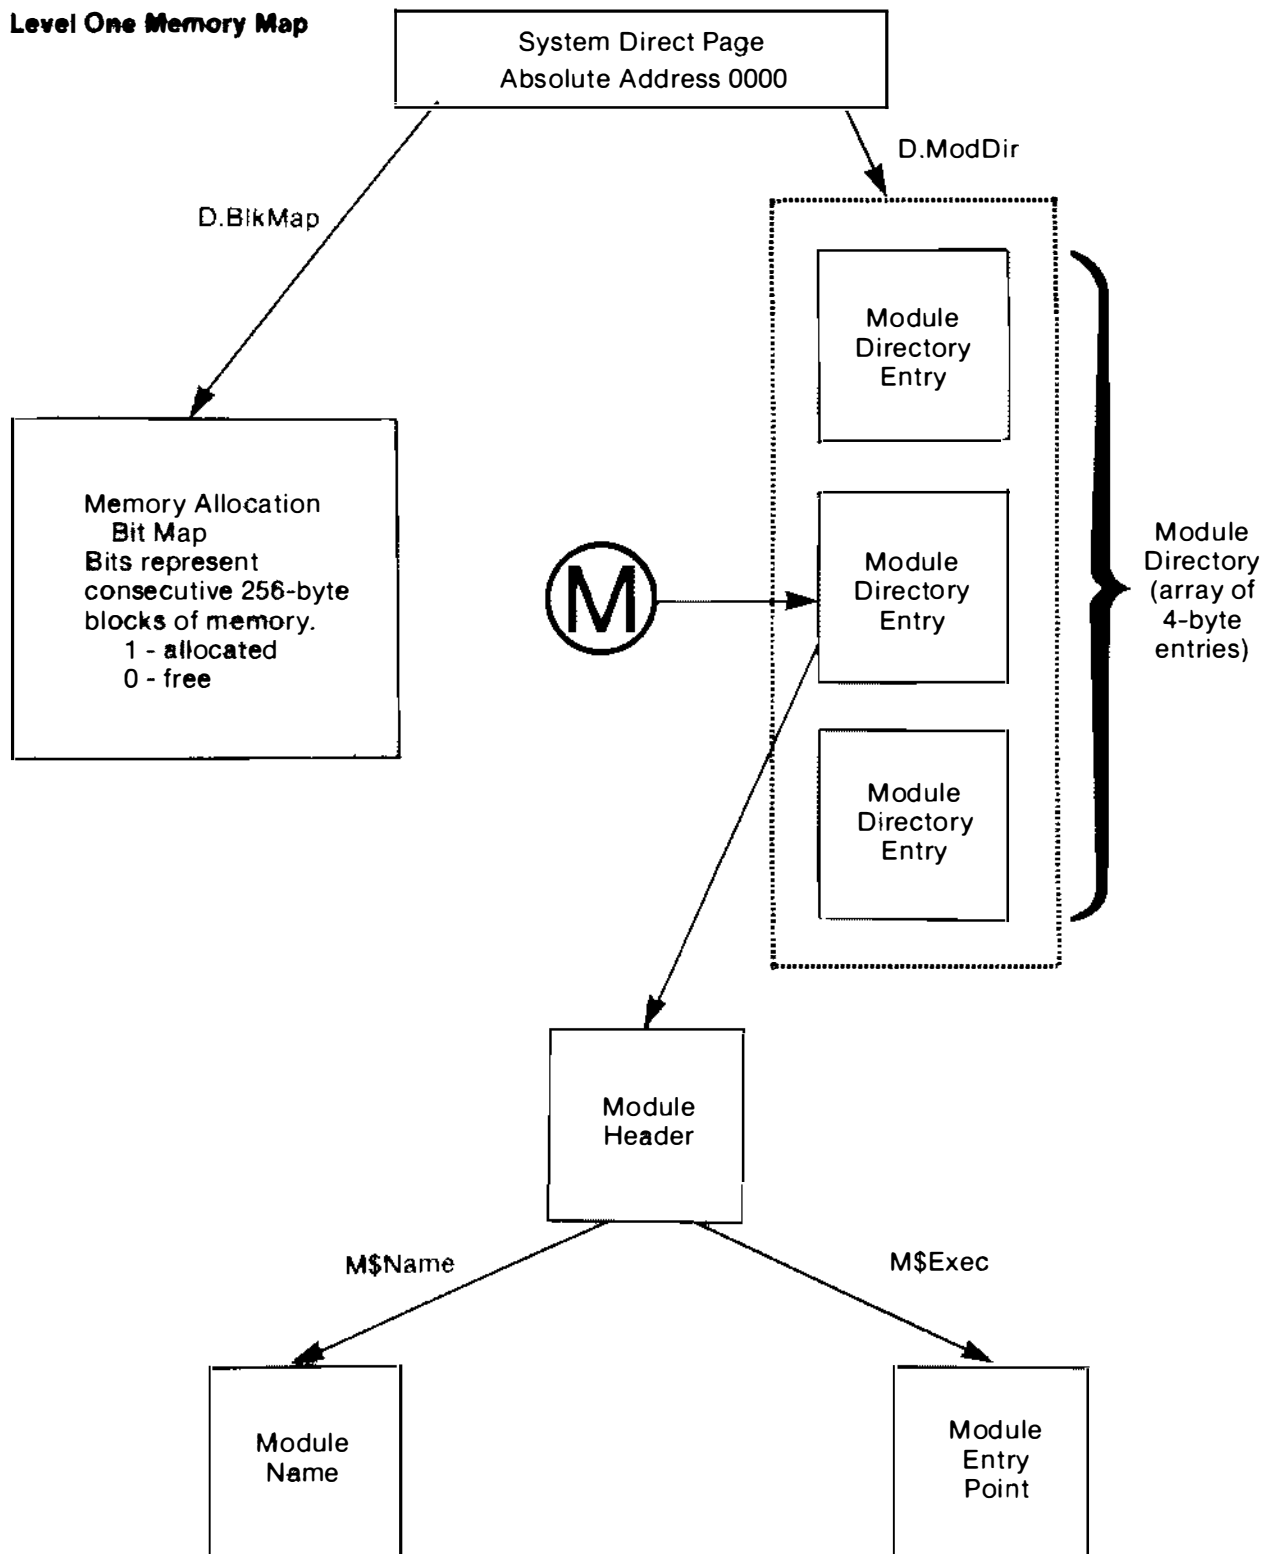 Level One Memory Map
System Direct Page
Absolute Address 0000
D.ModDir
D.BlkMap
Module
Directory
Entry
Memory Allocation
Bit Map
Bits represent
consecutive 256-byte
blocks of memory.
1 - allocated
0 - free
M
Module
Directory
Entry
Module
Directory
(array of
4-byte
entries)
Module
Directory
Entry
Module
Header
M$Name
M$Exec
Module
Name
Module
Entry
Point